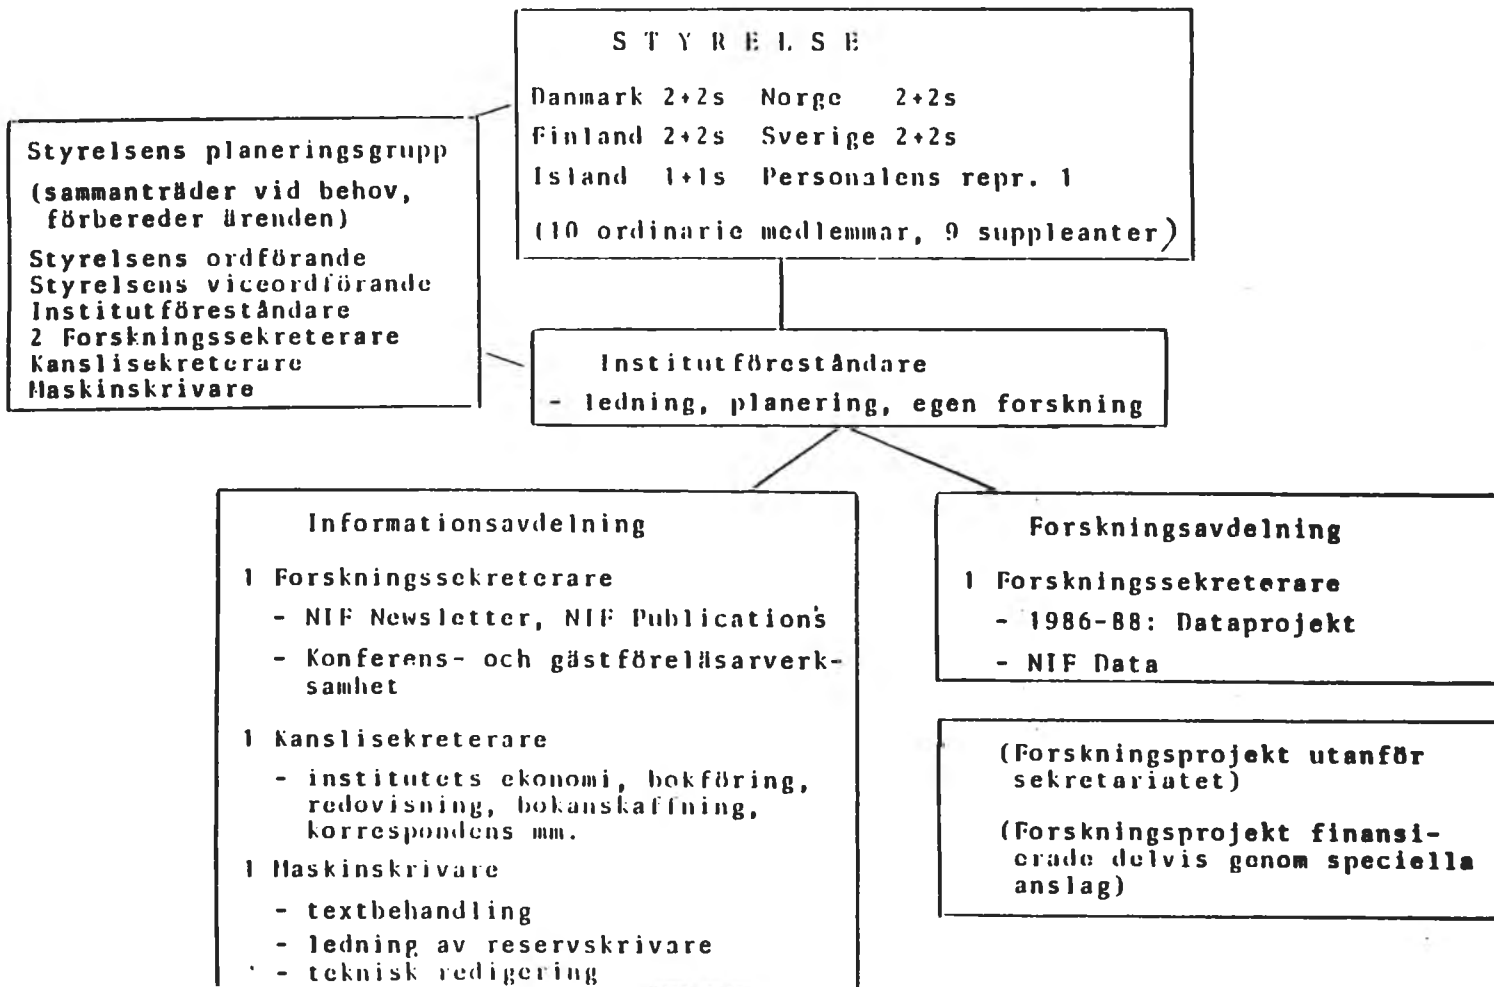 S T Y R E L S E
Danmark 2+2s Norge 2+2s
Finland 2+2s Sverige 2+2s
Island 1+1s Personalens repr. 1
(10 ordinarie medlemmar, 9 suppleanter)
Styrelsens planeringsgrupp
(sammanträder vid behov,
förbereder ärenden)
Styrelsens ordförande
Styrelsens viceordförande
Institutföreståndare
2 Forskningssekreterare
Kanslisekreterare
Maskinskrivare
Institutföreståndare
- ledning, planering, egen forskning
Informationsavdelning
1 Forskningssekreterare
- NIF Newsletter, NIF Publications
- Konferens- och gästföreläsarverk-
samhet
1 Kanslisekreterare
- institutets ekonomi, bokföring,
redovisning, bokanskaffning,
korrespondens mm.
1 Maskinskrivare
- textbehandling
- ledning av reservskrivare
- teknisk redigering
Forskningsavdelning
1 Forskningssekreterare
- 1986-88: Dataprojekt
- NIF Data
(Forskningsprojekt utanför
sekretariatet)
(Forskningsprojekt finansi-
erade delvis genom speciella
anslag)